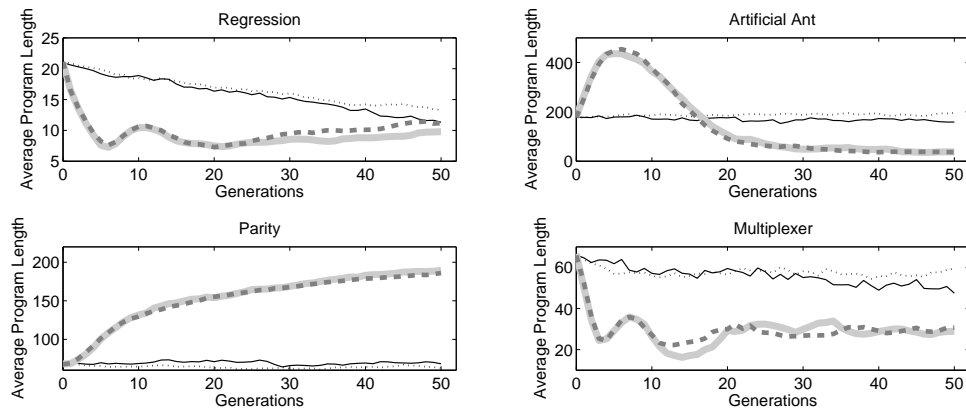 Regression
Average Program Length
25
20
15
10
5
0 10 20 30 40 50
Generations
Artificial Ant
Average Program Length
400
200
0
0 10 20 30 40 50
Generations
Parity
Average Program Length
200
150
100
0 10 20 30 40 50
Generations
Multiplexer
Average Program Length
60
40
20
0 10 20 30 40 50
Generations